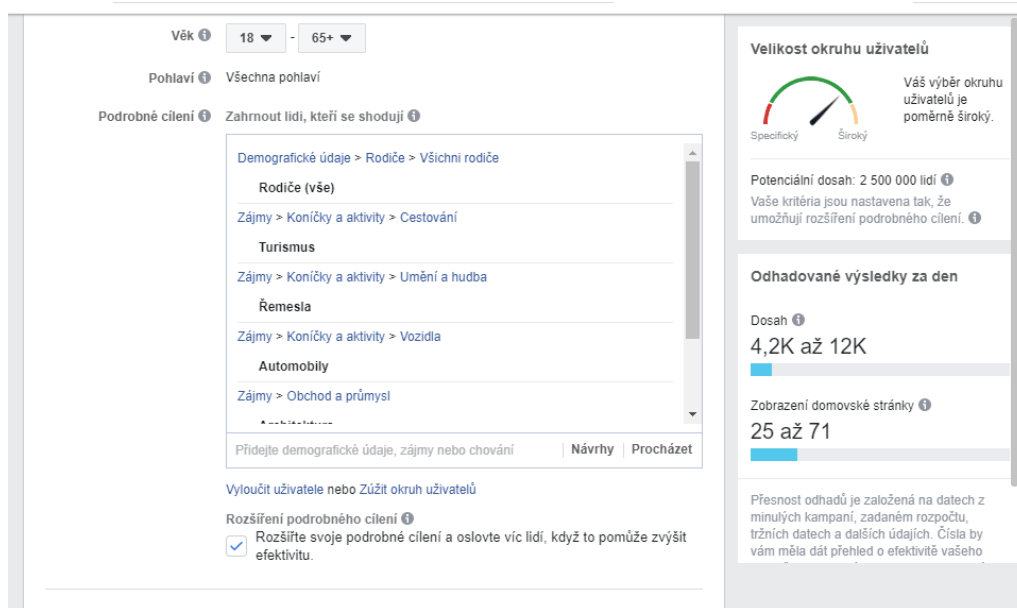 Věk
18 - 65+
Pohlaví Všechna pohlaví
Podrobné cílení Zahrnout lidi, kteří se shodují
Demografické údaje > Rodiče > Všichni rodiče
Rodiče (vše)
Zájmy > Koníčky a aktivity > Cestování
Turismus
Zájmy > Koníčky a aktivity > Umění a hudba
Řemesla
Zájmy > Koníčky a aktivity > Vozidla
Automobily
Zájmy > Obchod a průmysl
Přidejte demografické údaje, zájmy nebo chování Návrhy Procházet
Vyloučit uživatele nebo Zúžit okruh uživatelů
Rozšíření podrobného cílení
Rozšiřte svoje podrobné cílení a oslovte víc lidí, když to pomůže zvýšit
efektivitu.
Velikost okruhu uživatelů
Váš výběr okruhu
uživatelů je
poměrně široký.
Specifický Široký
Potenciální dosah: 2 500 000 lidí
Vaše kritéria jsou nastavena tak, že
umožňují rozšíření podrobného cílení.
Odhadované výsledky za den
Dosah
4,2K až 12K
Zobrazení domovské stránky
25 až 71
Přesnost odhadů je založená na datech z
minulých kampaní, zadaném rozpočtu,
tržních datech a dalších údajích. Čísla by
vám měla dát přehled o efektivitě vašeho